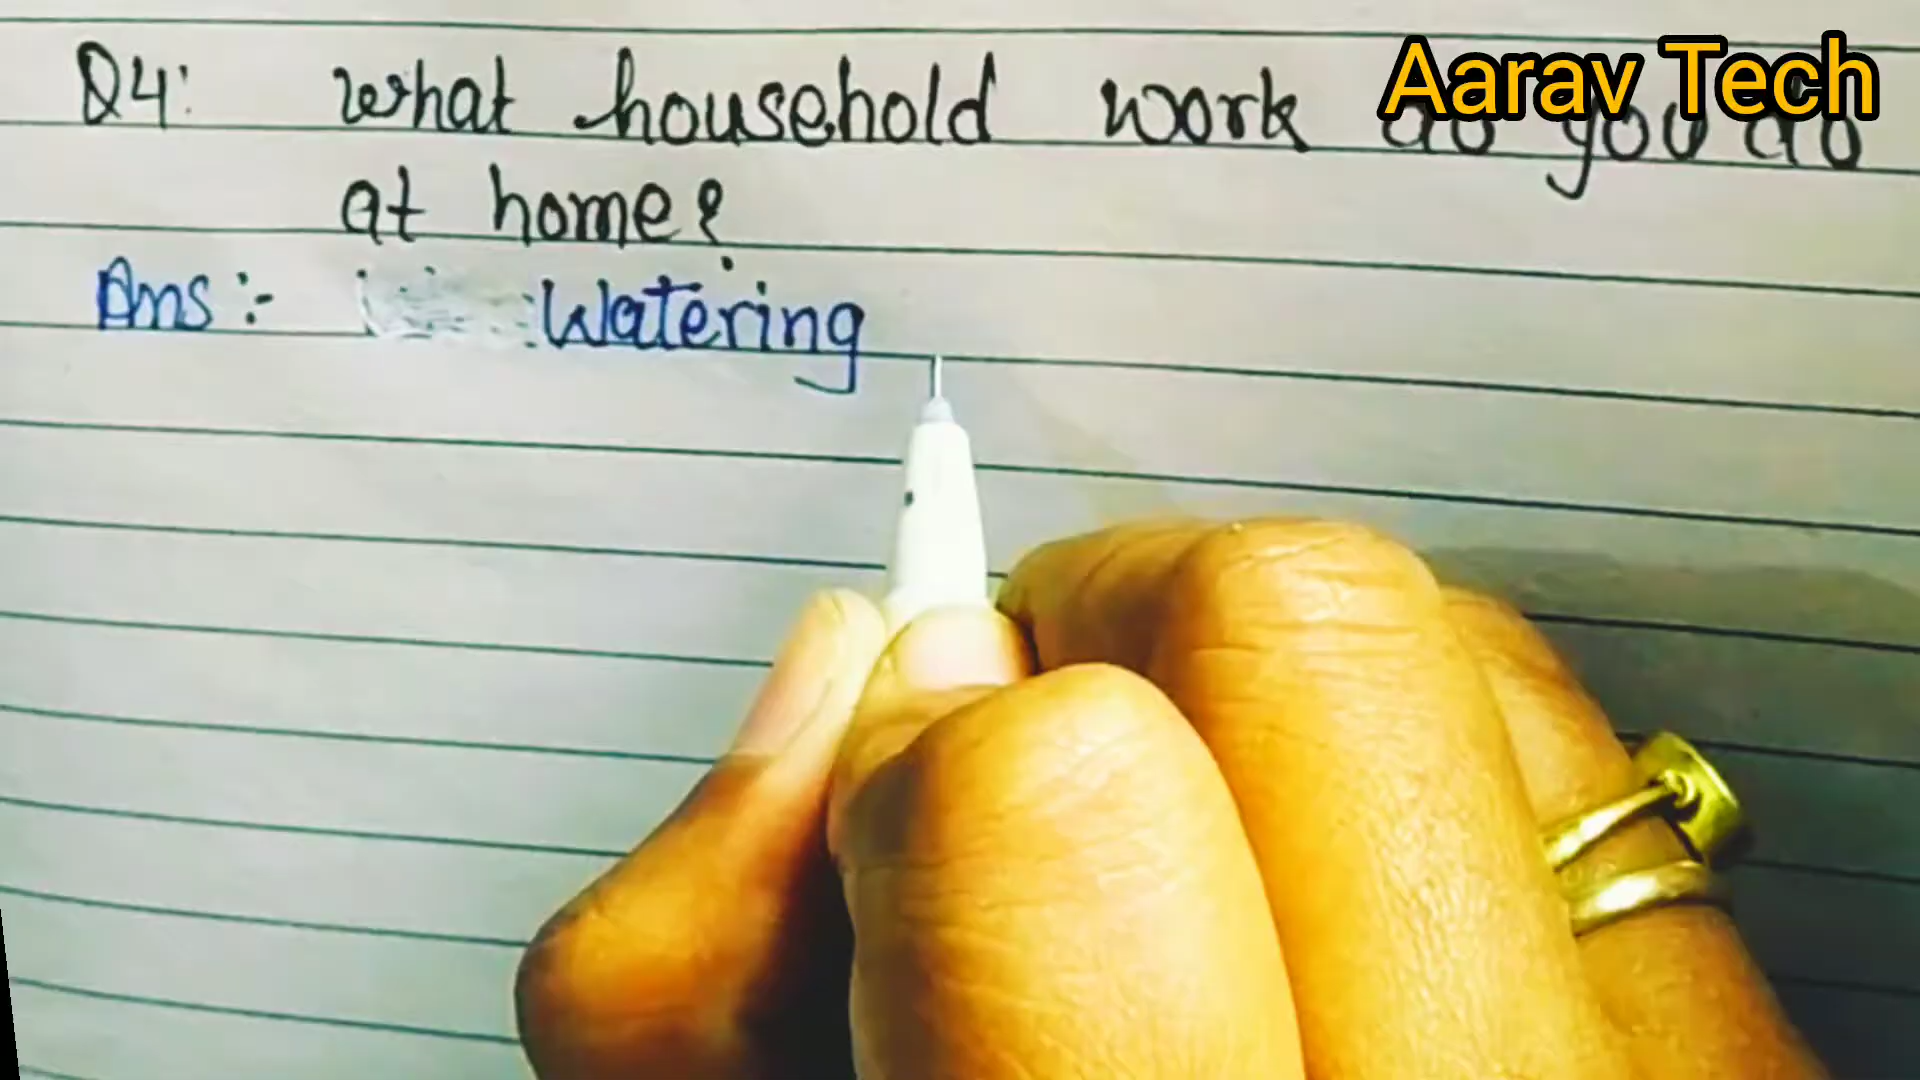 Aarav Tech
Q4: What household work do you do
at home?
Ans :- Watering